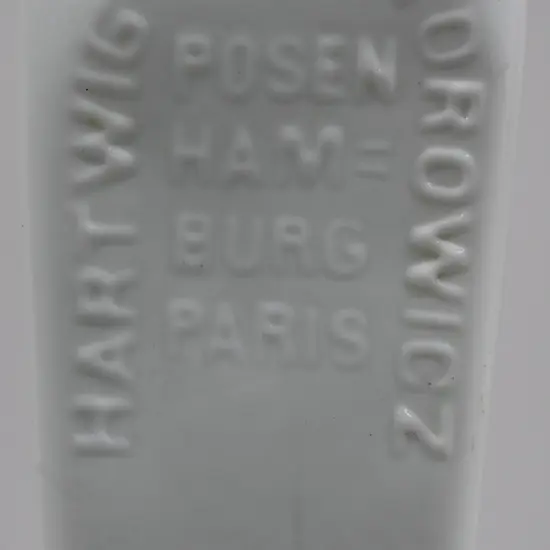 HARTWIG
POSEN
HAM=
BURG
PARIS
OROWICZ